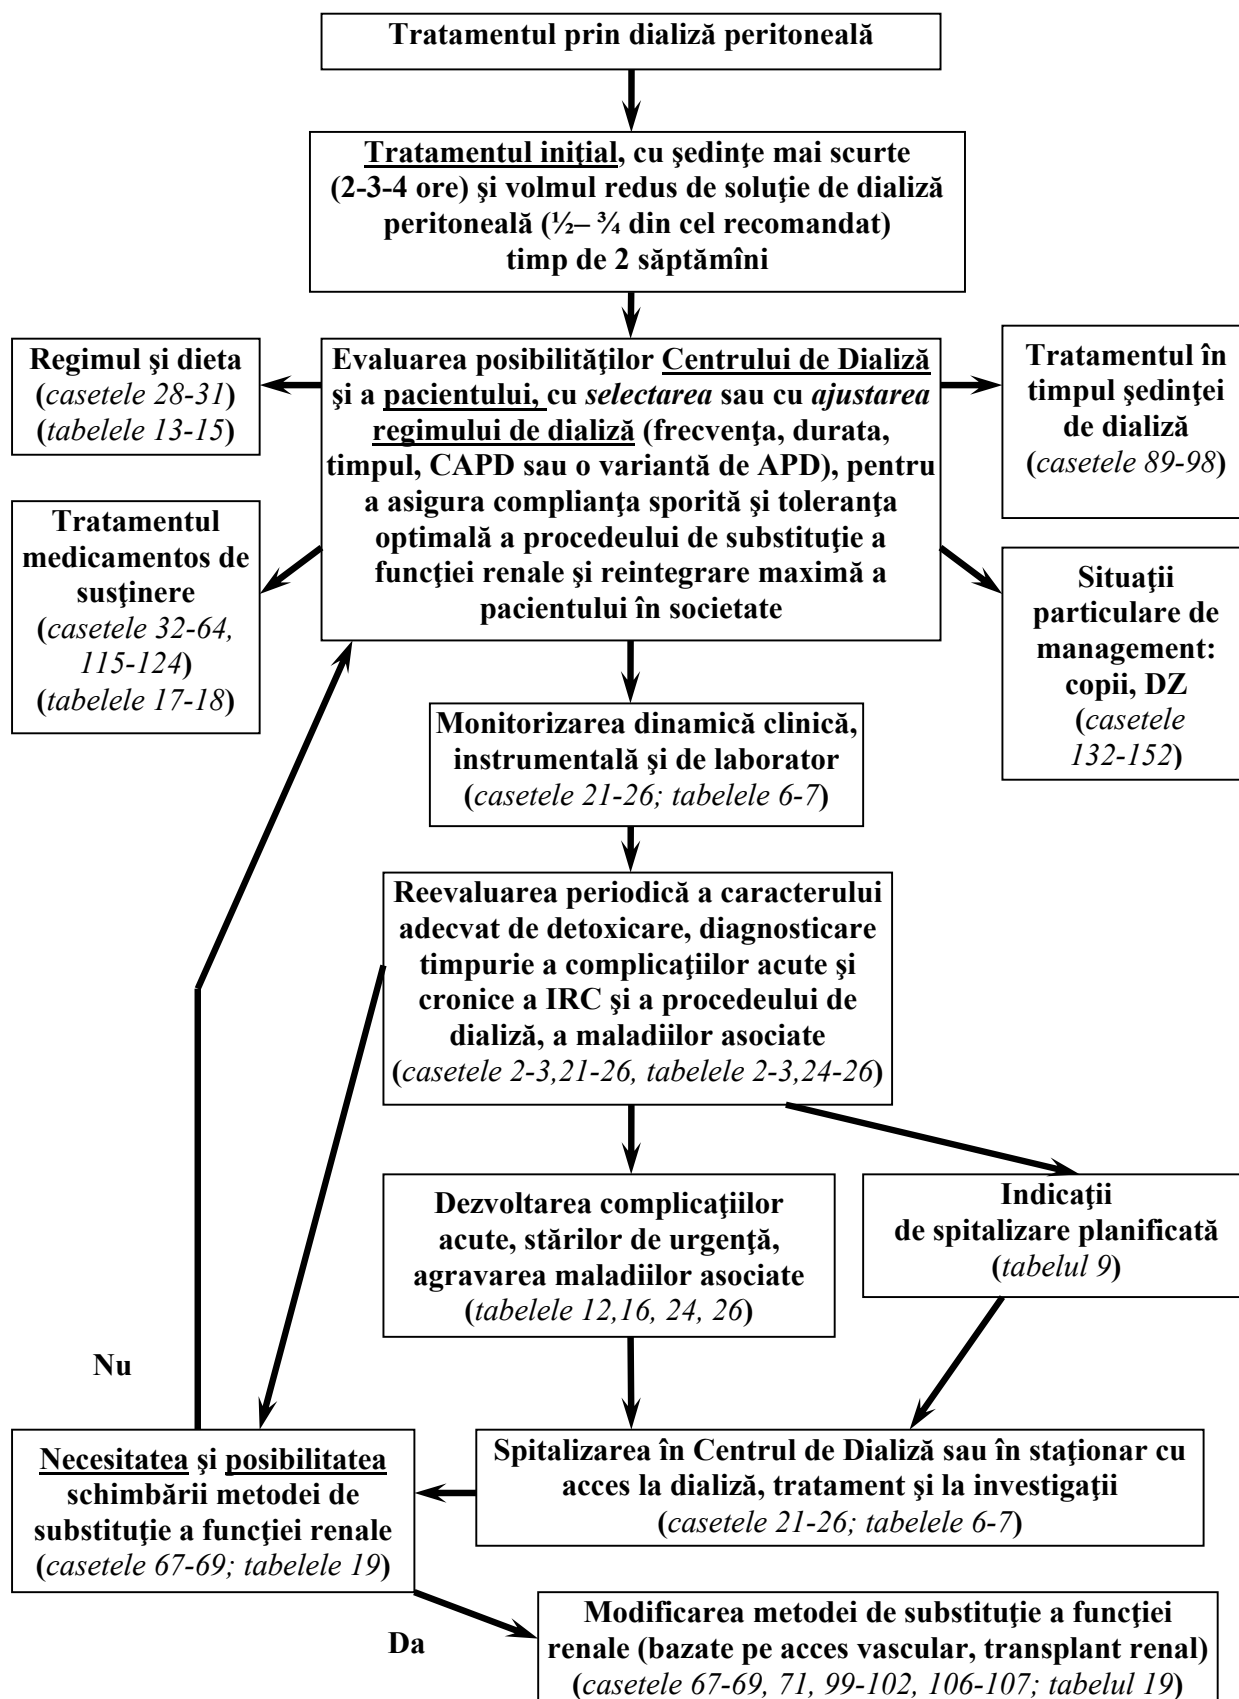 Tratamentul prin dializă peritoneală
Tratamentul iniţial, cu şedinţe mai scurte
(2-3-4 ore) şi volmul redus de soluţie de dializă
peritoneală (½– ¾ din cel recomandat)
timp de 2 săptămîni
Regimul şi dieta
(casetele 28-31)
(tabelele 13-15)
Evaluarea posibilităţilor Centrului de Dializă
şi a pacientului, cu selectarea sau cu ajustarea
regimului de dializă (frecvenţa, durata,
timpul, CAPD sau o variantă de APD), pentru
a asigura complianţa sporită şi toleranţa
optimală a procedeului de substituţie a
funcţiei renale şi reintegrare maximă a
pacientului în societate
Tratamentul în
timpul şedinţei
de dializă
(casetele 89-98)
Tratamentul
medicamentos de
susţinere
(casetele 32-64,
115-124)
(tabelele 17-18)
Situaţii
particulare de
management:
copii, DZ
(casetele
132-152)
Monitorizarea dinamică clinică,
instrumentală şi de laborator
(casetele 21-26; tabelele 6-7)
Reevaluarea periodică a caracterului
adecvat de detoxicare, diagnosticare
timpurie a complicaţiilor acute şi
cronice a IRC şi a procedeului de
dializă, a maladiilor asociate
(casetele 2-3,21-26, tabelele 2-3,24-26)
Dezvoltarea complicaţiilor
acute, stărilor de urgenţă,
agravarea maladiilor asociate
(tabelele 12,16, 24, 26)
Indicaţii
de spitalizare planificată
(tabelul 9)
Nu
Necesitatea şi posibilitatea
schimbării metodei de
substituţie a funcţiei renale
(casetele 67-69; tabelele 19)
Spitalizarea în Centrul de Dializă sau în staţionar cu
acces la dializă, tratament şi la investigaţii
(casetele 21-26; tabelele 6-7)
Da
Modificarea metodei de substituţie a funcţiei
renale (bazate pe acces vascular, transplant renal)
(casetele 67-69, 71, 99-102, 106-107; tabelul 19)